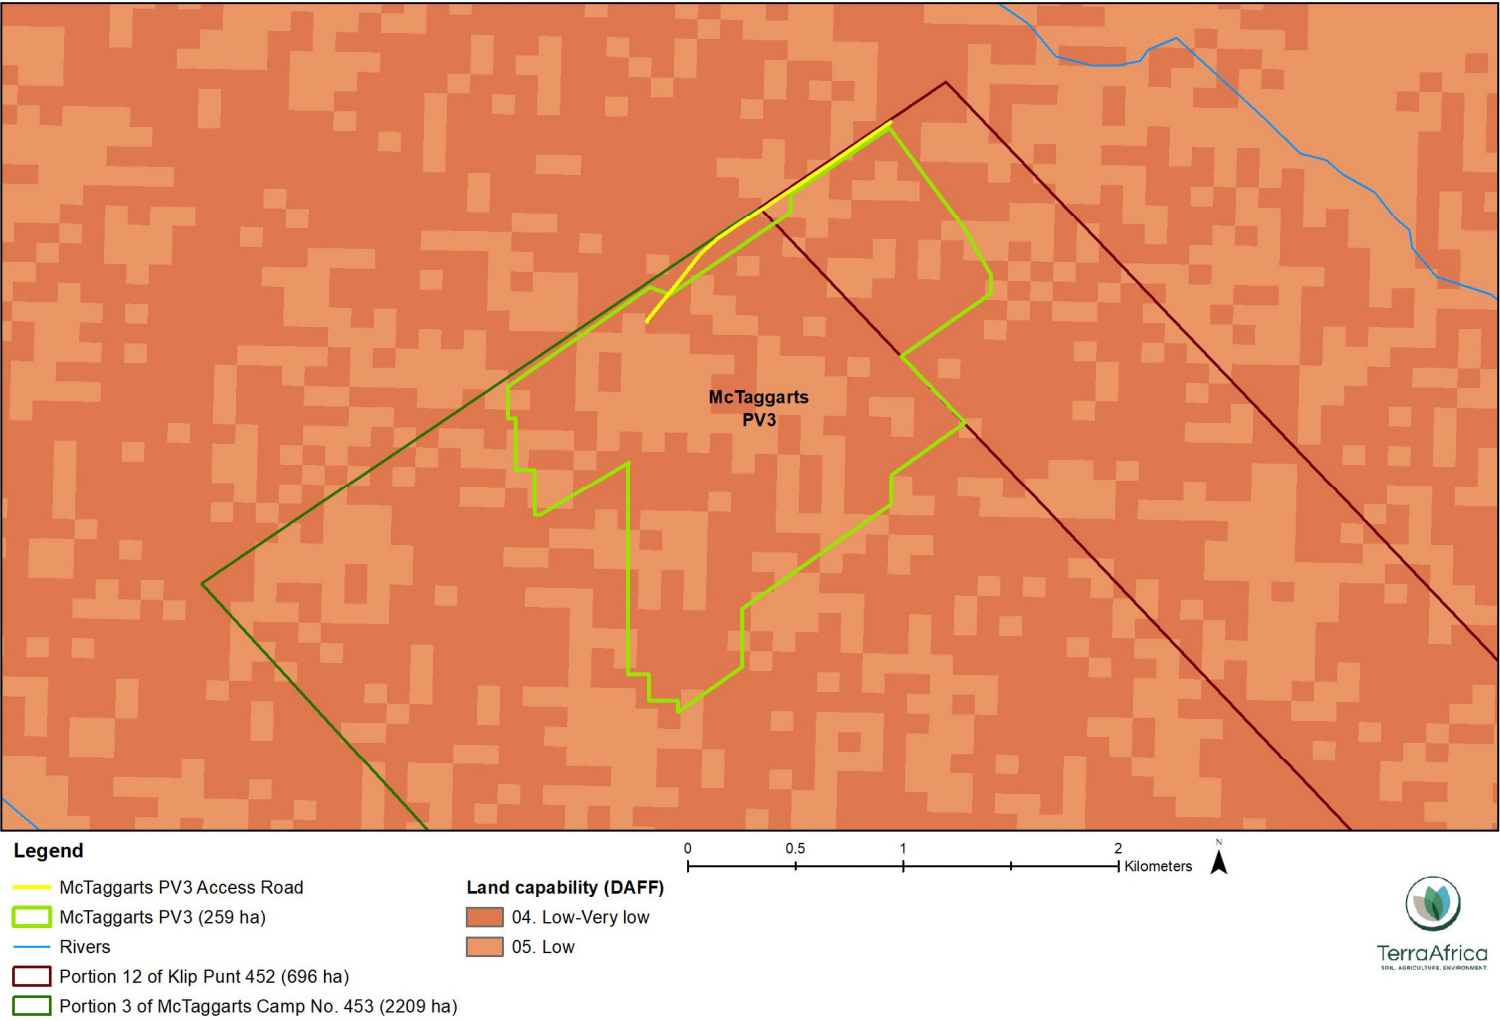 McTaggarts
PV3
Legend
McTaggarts PV3 Access Road
McTaggarts PV3 (259 ha)
Rivers
Portion 12 of Klip Punt 452 (696 ha)
Portion 3 of McTaggarts Camp No. 453 (2209 ha)
Land capability (DAFF)
04. Low-Very low
05. Low
0 0.5 1 2
Kilometers
N
TerraAfrica
SOIL. AGRICULTURE. ENVIRONMENT.